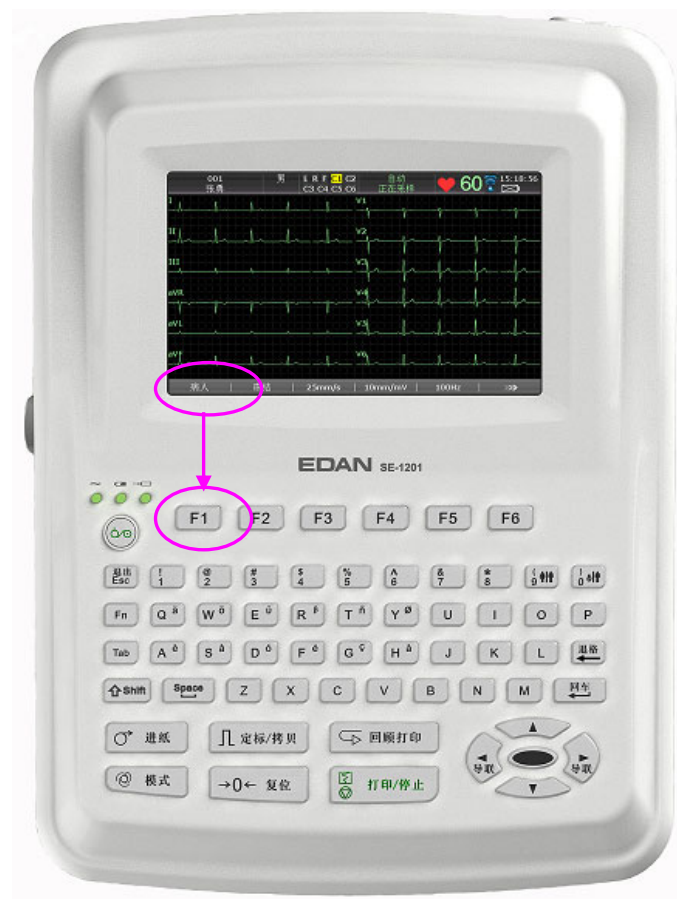 001 男 L R F C1 C2 自动 60 15:18:56
张勇 C3 C4 C5 C6 正在采样
I V1
II V2
III V3
aVR V4
aVL V5
aVF V6
病人 冻结 25mm/s 10mm/mV 100Hz
EDAN SE-1201
F1 F2 F3 F4 F5 F6
退出 Esc ! 1 @ 2 # 3 $ 4 % 5 ^ 6 & 7 * 8 ( 9 ) 0
Fn Q ä W ö E ü R ß T ñ Y ø U I O P
Tab A S D F G ç H J K L 退格
Shift Space Z X C V B N M 回车
进纸 定标/拷贝 回顾打印
导联 导联
模式 →0← 复位 打印/停止